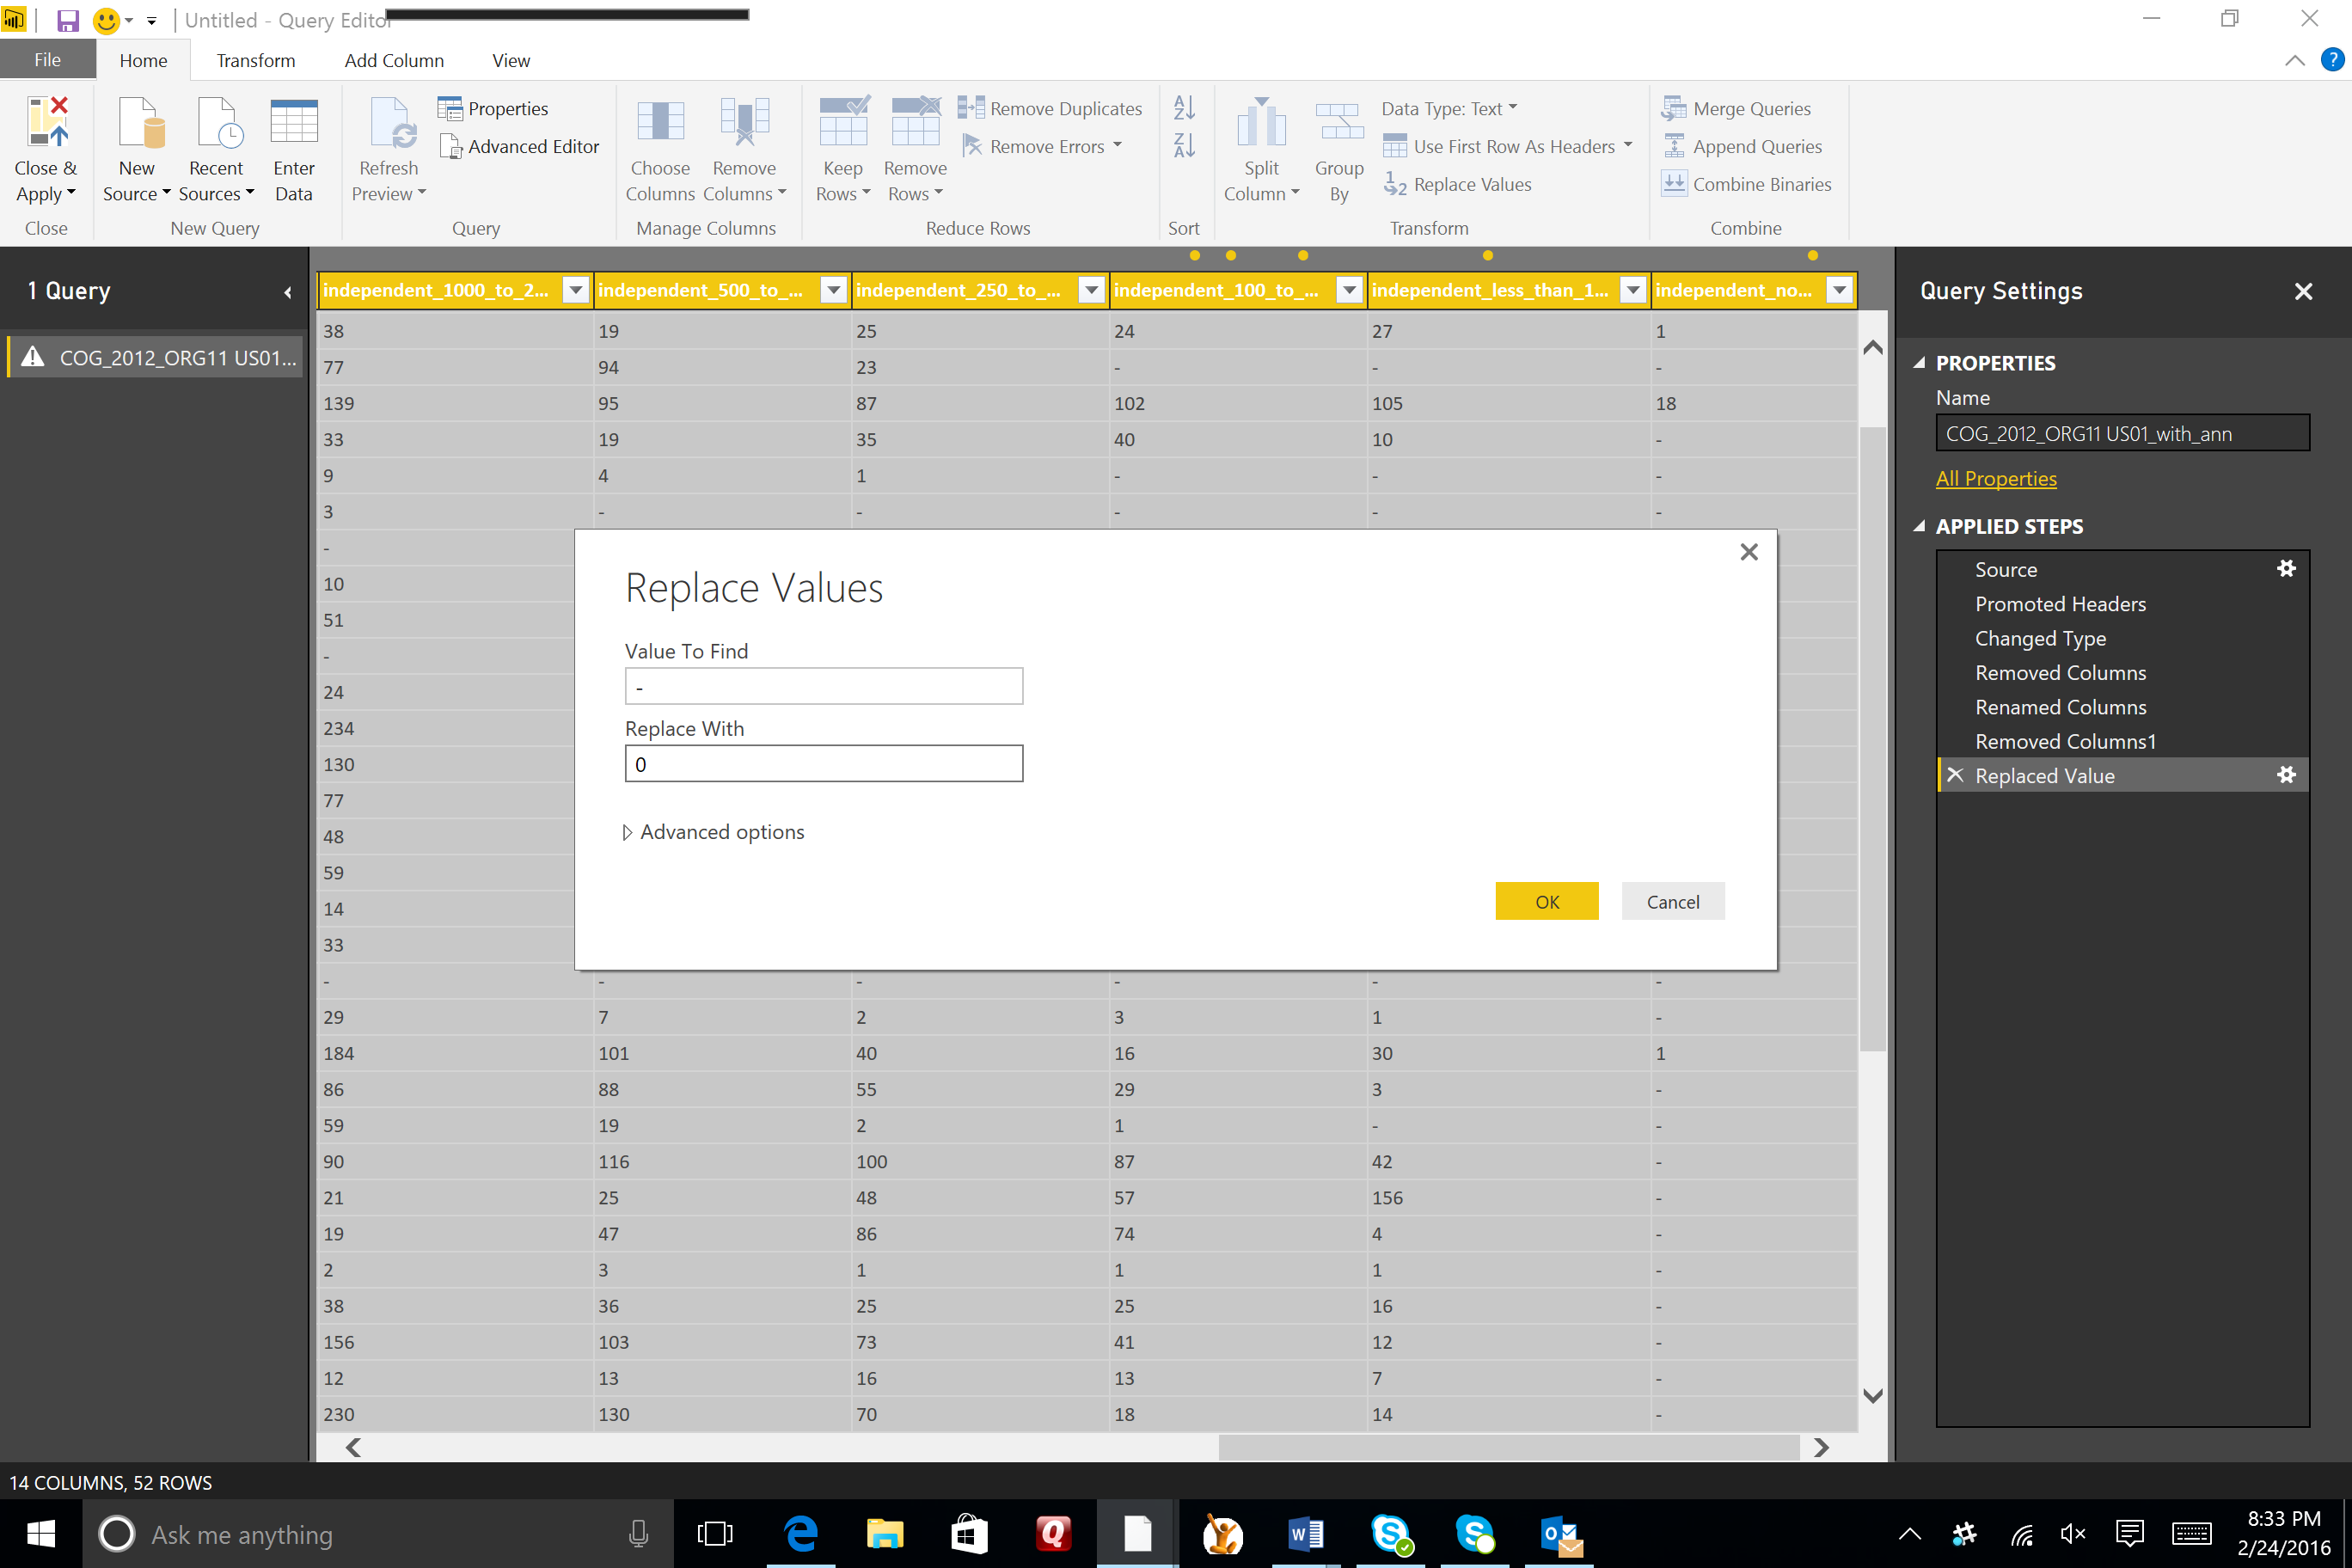 Untitled - Query Editor
File Home Transform Add Column View
Close & Apply
Close
New Source
Recent Sources
Enter Data
New Query
Refresh Preview
Properties
Advanced Editor
Query
Choose Columns
Remove Columns
Manage Columns
Keep Rows
Remove Rows
Remove Duplicates
Remove Errors
Reduce Rows
Sort
Split Column
Group By
Data Type: Text
Use First Row As Headers
Replace Values
Transform
Merge Queries
Append Queries
Combine Binaries
Combine
1 Query
COG_2012_ORG11 US01...
independent_1000_to_2... independent_500_to_... independent_250_to_... independent_100_to_... independent_less_than_1... independent_no...
38 19 25 24 27 1
77 94 23 - - -
139 95 87 102 105 18
33 19 35 40 10 -
9 4 1 - - -
3 - - - - -
-
10
51
-
24
234
130
77
48
59
14
33
- - - - - -
29 7 2 3 1 -
184 101 40 16 30 1
86 88 55 29 3 -
59 19 2 1 - -
90 116 100 87 42 -
21 25 48 57 156 -
19 47 86 74 4 -
2 3 1 1 1 -
38 36 25 25 16 -
156 103 73 41 12 -
12 13 16 13 7 -
230 130 70 18 14 -
Replace Values
Value To Find
-
Replace With
0
Advanced options
OK Cancel
Query Settings
PROPERTIES
Name
COG_2012_ORG11 US01_with_ann
All Properties
APPLIED STEPS
Source
Promoted Headers
Changed Type
Removed Columns
Renamed Columns
Removed Columns1
Replaced Value
14 COLUMNS, 52 ROWS
Ask me anything
8:33 PM
2/24/2016